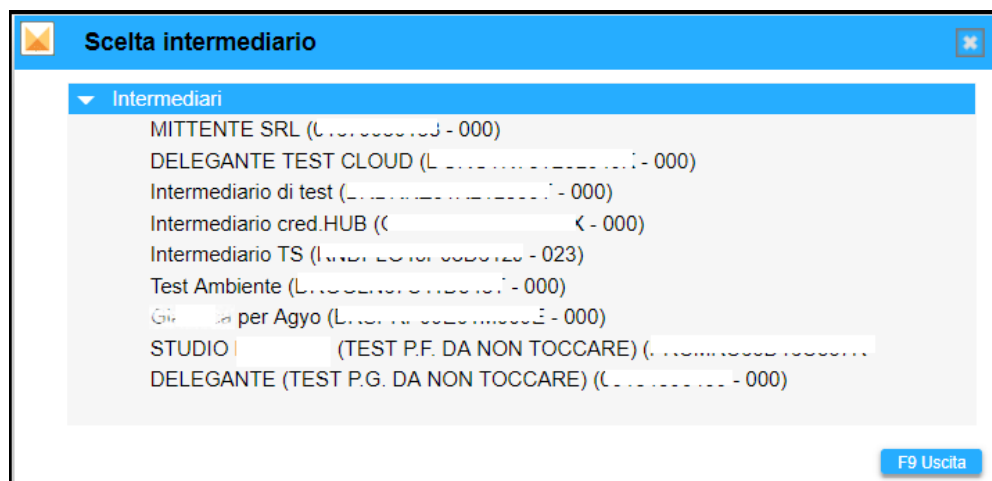 Scelta intermediario
Intermediari
MITTENTE SRL ( - 000)
DELEGANTE TEST CLOUD ( - 000)
Intermediario di test ( - 000)
Intermediario cred.HUB ( - 000)
Intermediario TS ( - 023)
Test Ambiente ( - 000)
per Agyo ( - 000)
STUDIO (TEST P.F. DA NON TOCCARE) (
DELEGANTE (TEST P.G. DA NON TOCCARE) ( - 000)
F9 Uscita